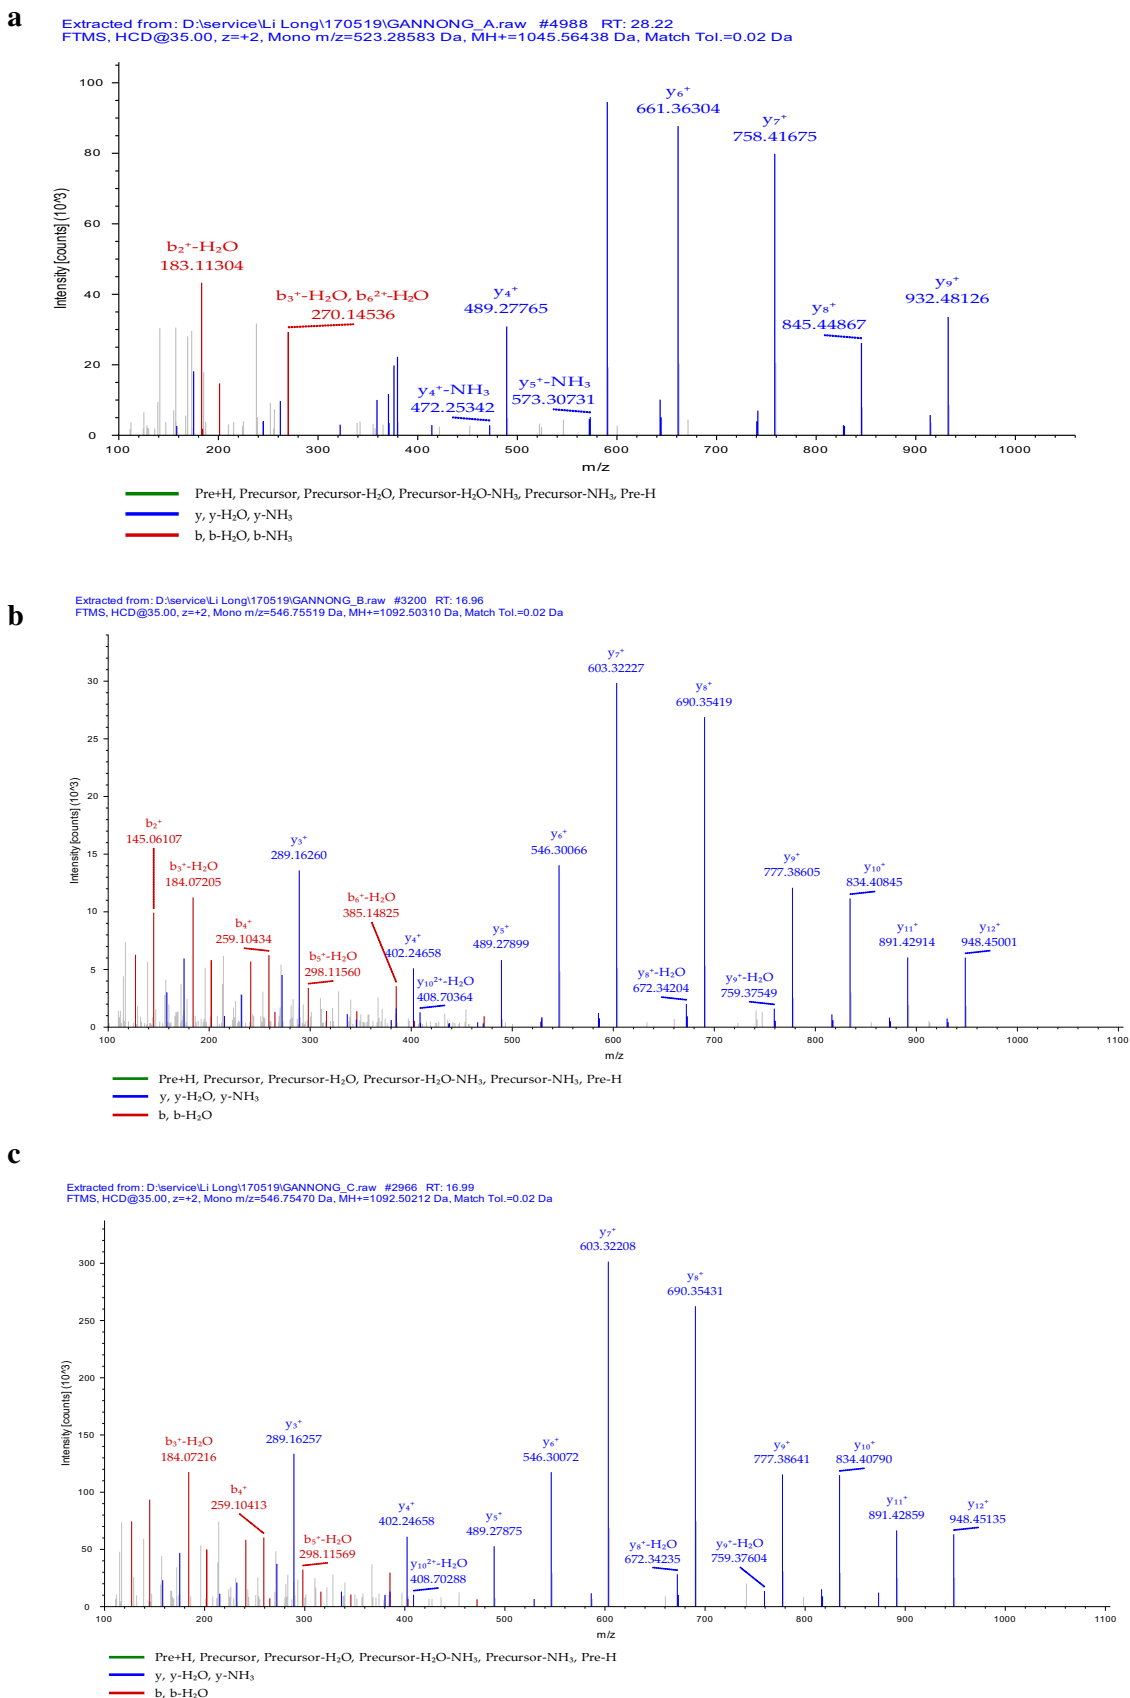 a
Extracted from: D:\service\Li Long\170519\GANNONG_A.raw #4988 RT: 28.22
FTMS, HCD@35.00, z=+2, Mono m/z=523.28583 Da, MH+=1045.56438 Da, Match Tol.=0.02 Da
y₆⁺
661.36304
y₇⁺
758.41675
b₂⁺-H₂O
183.11304
b₃⁺-H₂O, b₆²⁺-H₂O
270.14536
y₄⁺
489.27765
y₈⁺
845.44867
y₉⁺
932.48126
y₄⁺-NH₃
472.25342
y₅⁺-NH₃
573.30731
Intensity [counts] (10^3)
100
80
60
40
20
0
100 200 300 400 500 600 700 800 900 1000
m/z
Pre+H, Precursor, Precursor-H₂O, Precursor-H₂O-NH₃, Precursor-NH₃, Pre-H
y, y-H₂O, y-NH₃
b, b-H₂O, b-NH₃
b
Extracted from: D:\service\Li Long\170519\GANNONG_B.raw #3200 RT: 16.96
FTMS, HCD@35.00, z=+2, Mono m/z=546.75519 Da, MH+=1092.50310 Da, Match Tol.=0.02 Da
y₇⁺
603.32227
y₈⁺
690.35419
b₂⁺
145.06107
b₃⁺-H₂O
184.07205
y₃⁺
289.16260
y₆⁺
546.30066
y₉⁺
777.38605
y₁₀⁺
834.40845
b₆⁺-H₂O
385.14825
b₄⁺
259.10434
b₅⁺-H₂O
298.11560
y₄⁺
402.24658
y₅⁺
489.27899
y₁₀²⁺-H₂O
408.70364
y₈⁺-H₂O
672.34204
y₉⁺-H₂O
759.37549
y₁₁⁺
891.42914
y₁₂⁺
948.45001
Intensity [counts] (10^3)
30
25
20
15
10
5
0
100 200 300 400 500 600 700 800 900 1000 1100
m/z
Pre+H, Precursor, Precursor-H₂O, Precursor-H₂O-NH₃, Precursor-NH₃, Pre-H
y, y-H₂O, y-NH₃
b, b-H₂O
c
Extracted from: D:\service\Li Long\170519\GANNONG_C.raw #2966 RT: 16.99
FTMS, HCD@35.00, z=+2, Mono m/z=546.75470 Da, MH+=1092.50212 Da, Match Tol.=0.02 Da
y₇⁺
603.32208
y₈⁺
690.35431
b₃⁺-H₂O
184.07216
y₃⁺
289.16257
y₆⁺
546.30072
y₉⁺
777.38641
y₁₀⁺
834.40790
b₄⁺
259.10413
b₅⁺-H₂O
298.11569
y₄⁺
402.24658
y₅⁺
489.27875
y₁₀²⁺-H₂O
408.70288
y₈⁺-H₂O
672.34235
y₉⁺-H₂O
759.37604
y₁₁⁺
891.42859
y₁₂⁺
948.45135
Intensity [counts] (10^3)
300
250
200
150
100
50
0
100 200 300 400 500 600 700 800 900 1000 1100
m/z
Pre+H, Precursor, Precursor-H₂O, Precursor-H₂O-NH₃, Precursor-NH₃, Pre-H
y, y-H₂O, y-NH₃
b, b-H₂O